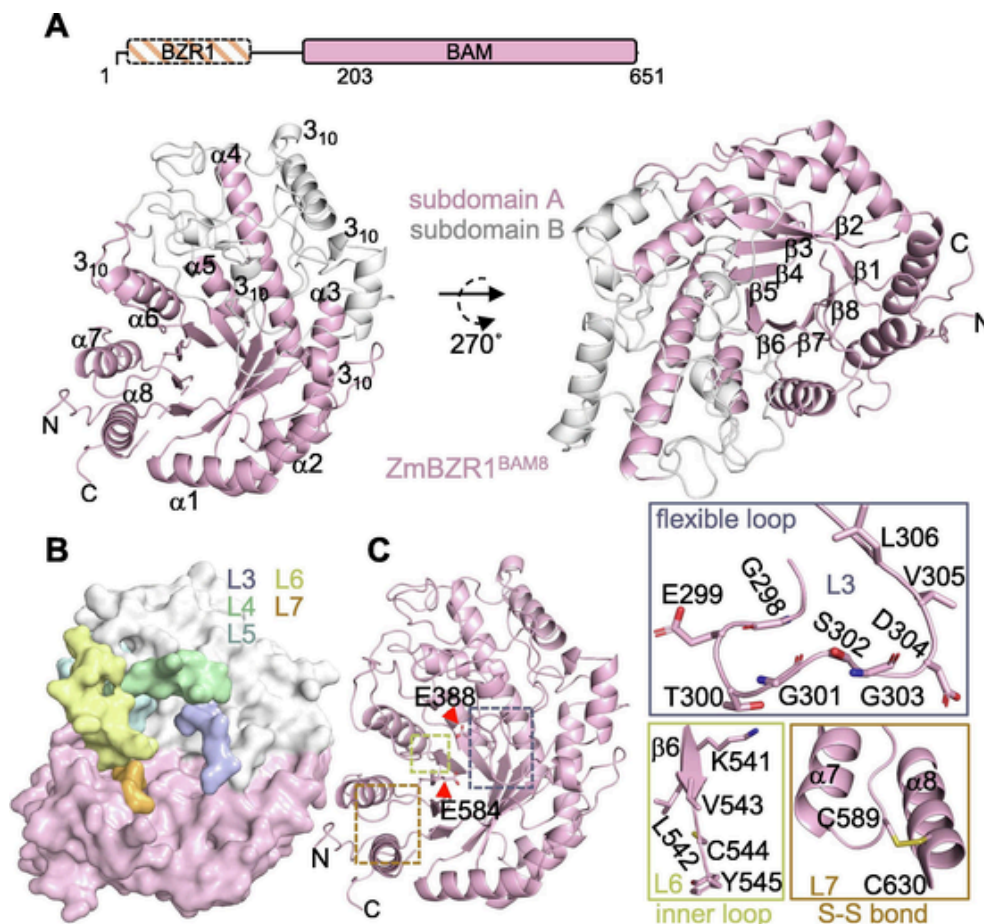 A
BZR1
BAM
1
203
651
3₁₀
α4
3₁₀
3₁₀
α5
3₁₀
α3
α6
α7
3₁₀
α8
N
C
α2
α1
subdomain A
subdomain B
270°
ZmBZR1ᴮᴬᴹ⁸
β2
β3
β4
β1
β5
β8
β6
β7
C
N
B
L3 L6
L4 L7
L5
C
E388
E584
N
C
flexible loop
L306
G298
L3
V305
E299
S302
D304
T300
G301
G303
β6
K541
V543
L542
C544
L6
Y545
inner loop
α7
α8
C589
L7
C630
S-S bond